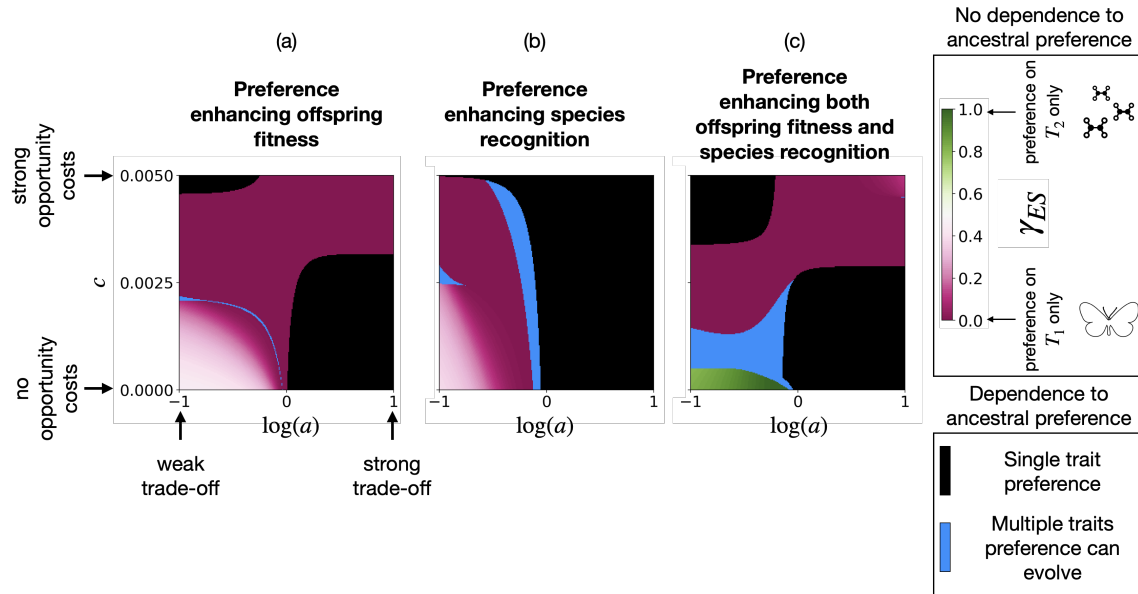 (a)
(b)
(c)
Preference
enhancing offspring
fitness
Preference
enhancing species
recognition
Preference
enhancing both
offspring fitness and
species recognition
strong
opportunity
costs
no
opportunity
costs
c
0.0050
0.0025
0.0000
−1
0
1
log(a)
weak
trade-off
strong
trade-off
−1
0
1
log(a)
−1
0
1
log(a)
No dependence to
ancestral preference
1.0
0.8
0.6
0.4
0.2
0.0
γES
preference on
T2 only
preference on
T1 only
Dependence to
ancestral preference
Single trait
preference
Multiple traits
preference can
evolve